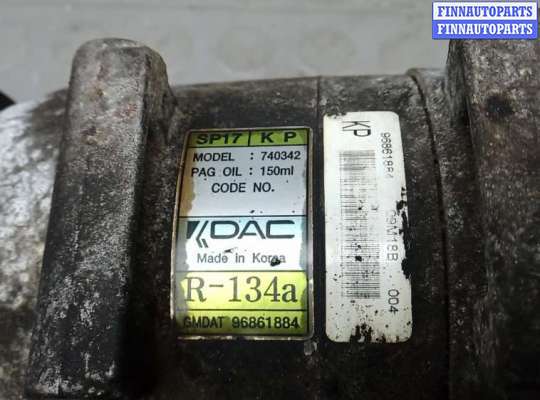 FINNAUTOPARTS
FINNAUTOPARTS
SP17 K P
MODEL : 740342
PAG OIL : 150ml
CODE NO.
DAC
Made in Korea
R-134a
GMDAT 96861884
KP
96861884
004